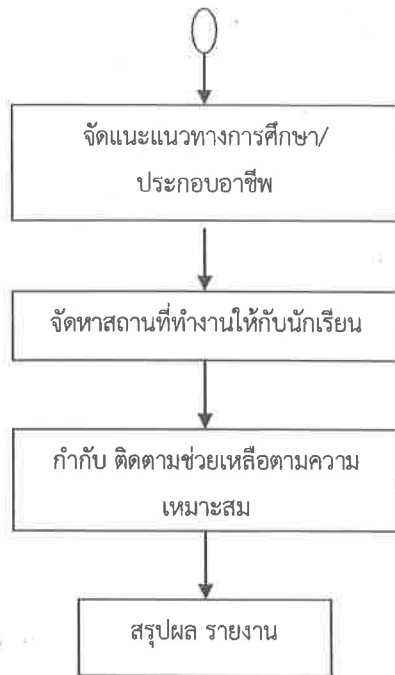 จัดแนะแนวทางการศึกษา/
ประกอบอาชีพ
จัดหาสถานที่ทำงานให้กับนักเรียน
กำกับ ติดตามช่วยเหลือตามความ
เหมาะสม
สรุปผล รายงาน